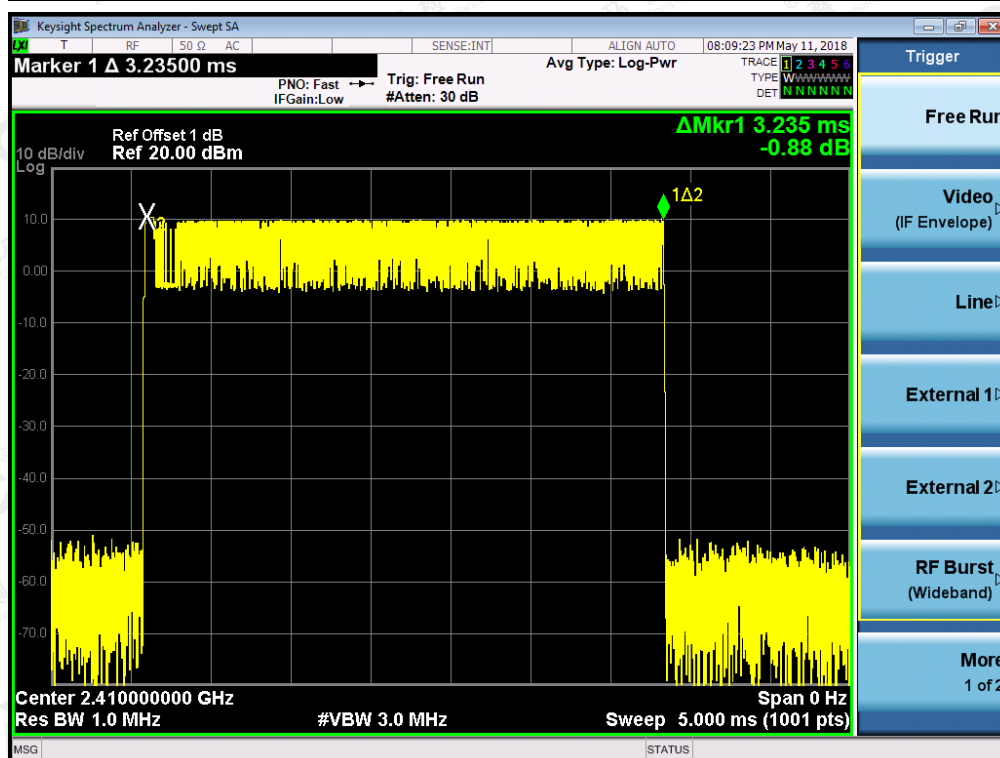 Keysight Spectrum Analyzer - Swept SA
LXI T RF 50 Ω AC SENSE:INT ALIGN AUTO 08:09:23 PM May 11, 2018
Marker 1 Δ 3.23500 ms
PNO: Fast
IFGain:Low
Trig: Free Run
#Atten: 30 dB
Avg Type: Log-Pwr
TRACE 1 2 3 4 5 6
TYPE WWWWWW
DET N N N N N N
ΔMkr1 3.235 ms
-0.88 dB
Ref Offset 1 dB
10 dB/div Ref 20.00 dBm
Log
1Δ2
10.0
0.00
-10.0
-20.0
-30.0
-40.0
-50.0
-60.0
-70.0
Center 2.410000000 GHz Span 0 Hz
Res BW 1.0 MHz #VBW 3.0 MHz Sweep 5.000 ms (1001 pts)
MSG STATUS
Trigger
Free Run
Video
(IF Envelope)
Line
External 1
External 2
RF Burst
(Wideband)
More
1 of 2